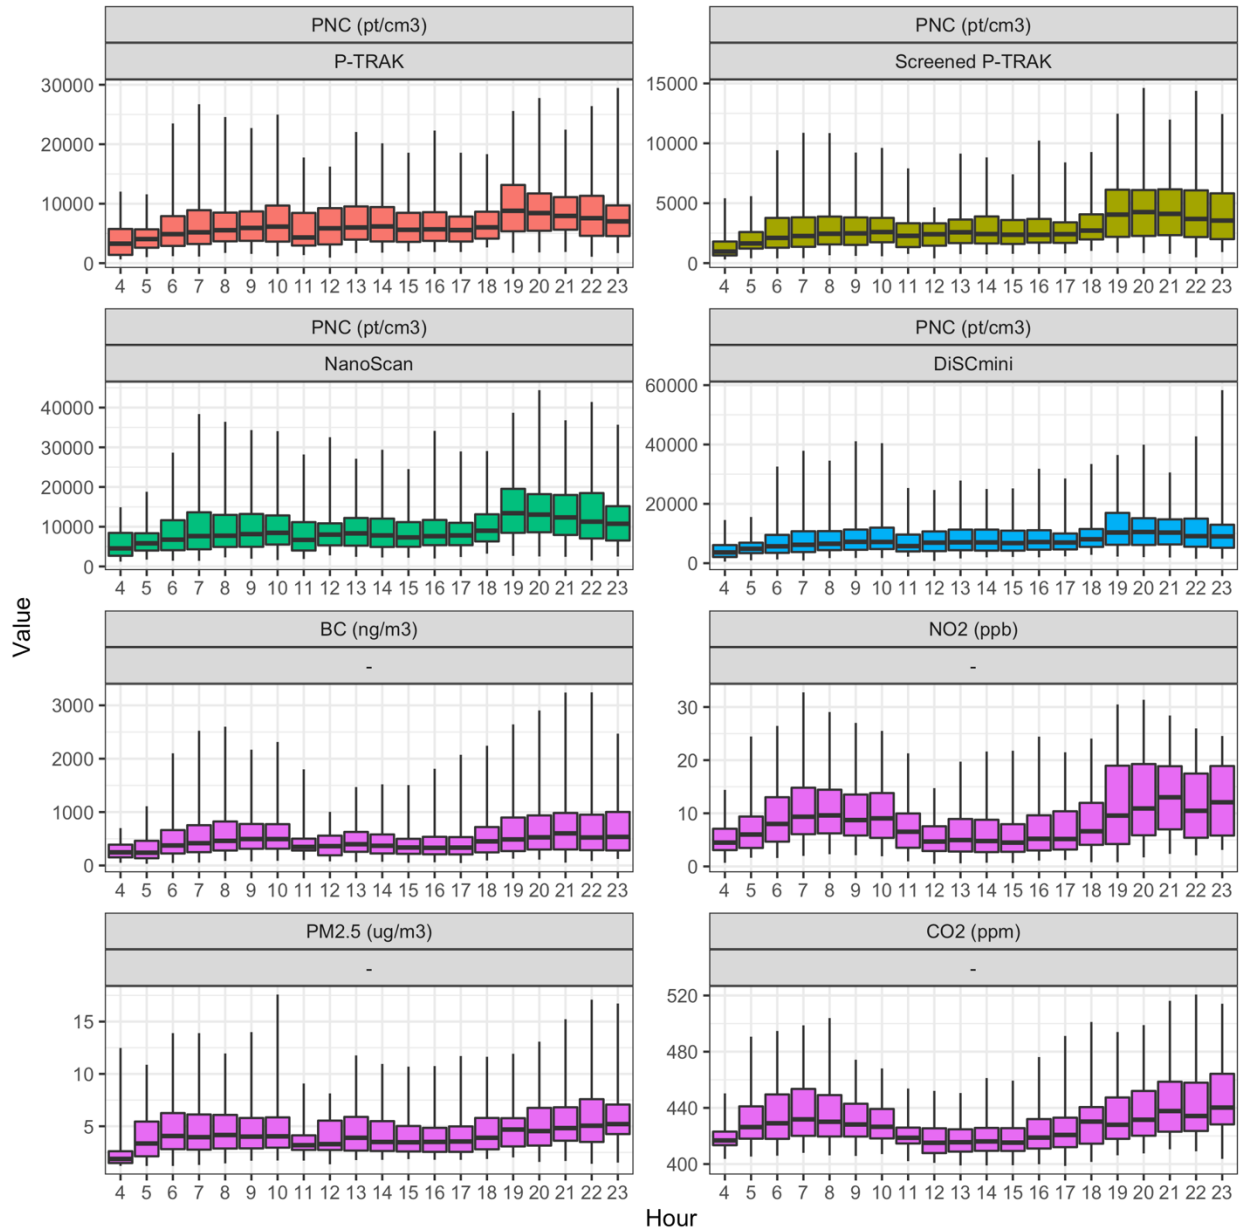 PNC (pt/cm3) PNC (pt/cm3)
P-TRAK Screened P-TRAK
30000
20000
10000
0
4 5 6 7 8 9 10 11 12 13 14 15 16 17 18 19 20 21 22 23
15000
10000
5000
0
4 5 6 7 8 9 10 11 12 13 14 15 16 17 18 19 20 21 22 23
PNC (pt/cm3) PNC (pt/cm3)
NanoScan DiSCmini
40000
30000
20000
10000
0
4 5 6 7 8 9 10 11 12 13 14 15 16 17 18 19 20 21 22 23
60000
40000
20000
0
4 5 6 7 8 9 10 11 12 13 14 15 16 17 18 19 20 21 22 23
Value
BC (ng/m3) NO2 (ppb)
- -
3000
2000
1000
0
4 5 6 7 8 9 10 11 12 13 14 15 16 17 18 19 20 21 22 23
30
20
10
0
4 5 6 7 8 9 10 11 12 13 14 15 16 17 18 19 20 21 22 23
PM2.5 (ug/m3) CO2 (ppm)
- -
15
10
5
4 5 6 7 8 9 10 11 12 13 14 15 16 17 18 19 20 21 22 23
520
480
440
400
4 5 6 7 8 9 10 11 12 13 14 15 16 17 18 19 20 21 22 23
Hour